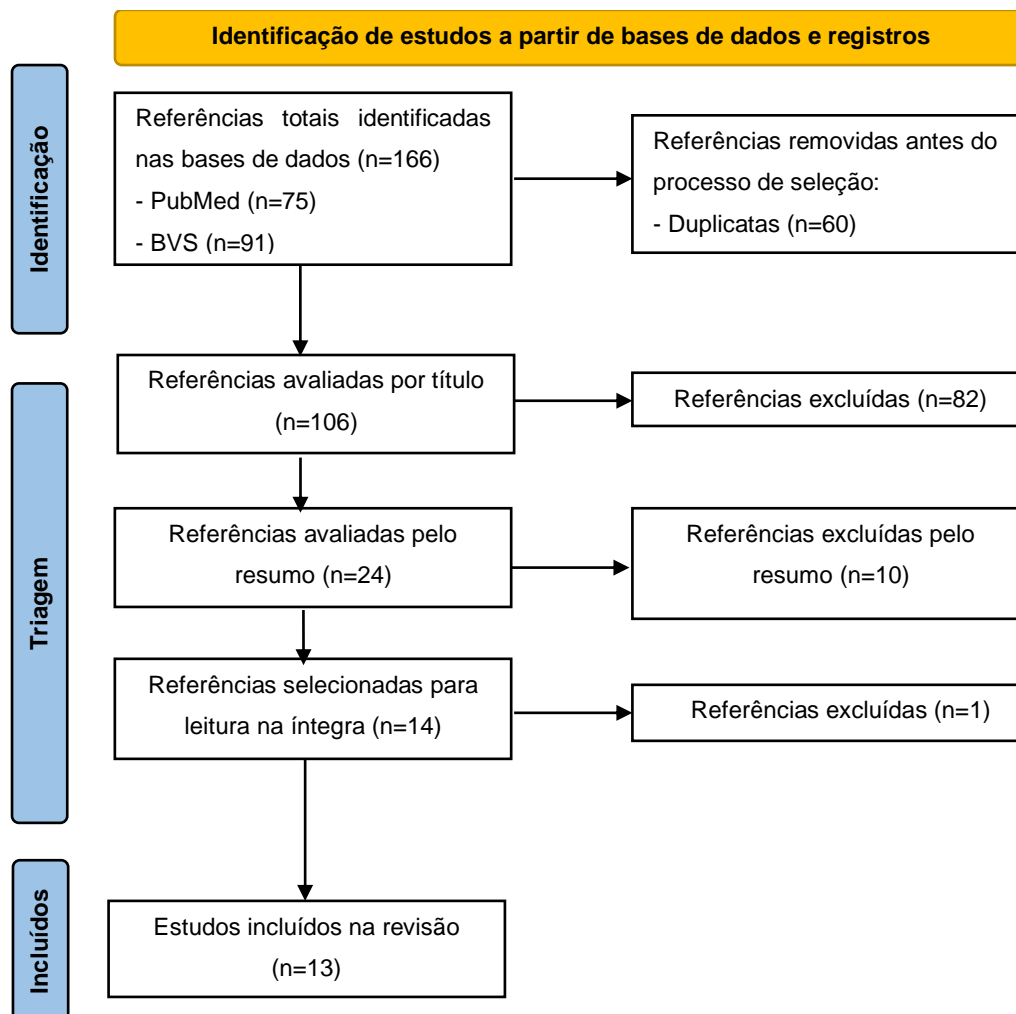 Identificação de estudos a partir de bases de dados e registros
Identificação
Referências totais identificadas
nas bases de dados (n=166)
- PubMed (n=75)
- BVS (n=91)
Referências removidas antes do
processo de seleção:
- Duplicatas (n=60)
Triagem
Referências avaliadas por título
(n=106)
Referências excluídas (n=82)
Referências avaliadas pelo
resumo (n=24)
Referências excluídas pelo
resumo (n=10)
Referências selecionadas para
leitura na íntegra (n=14)
Referências excluídas (n=1)
Incluídos
Estudos incluídos na revisão
(n=13)